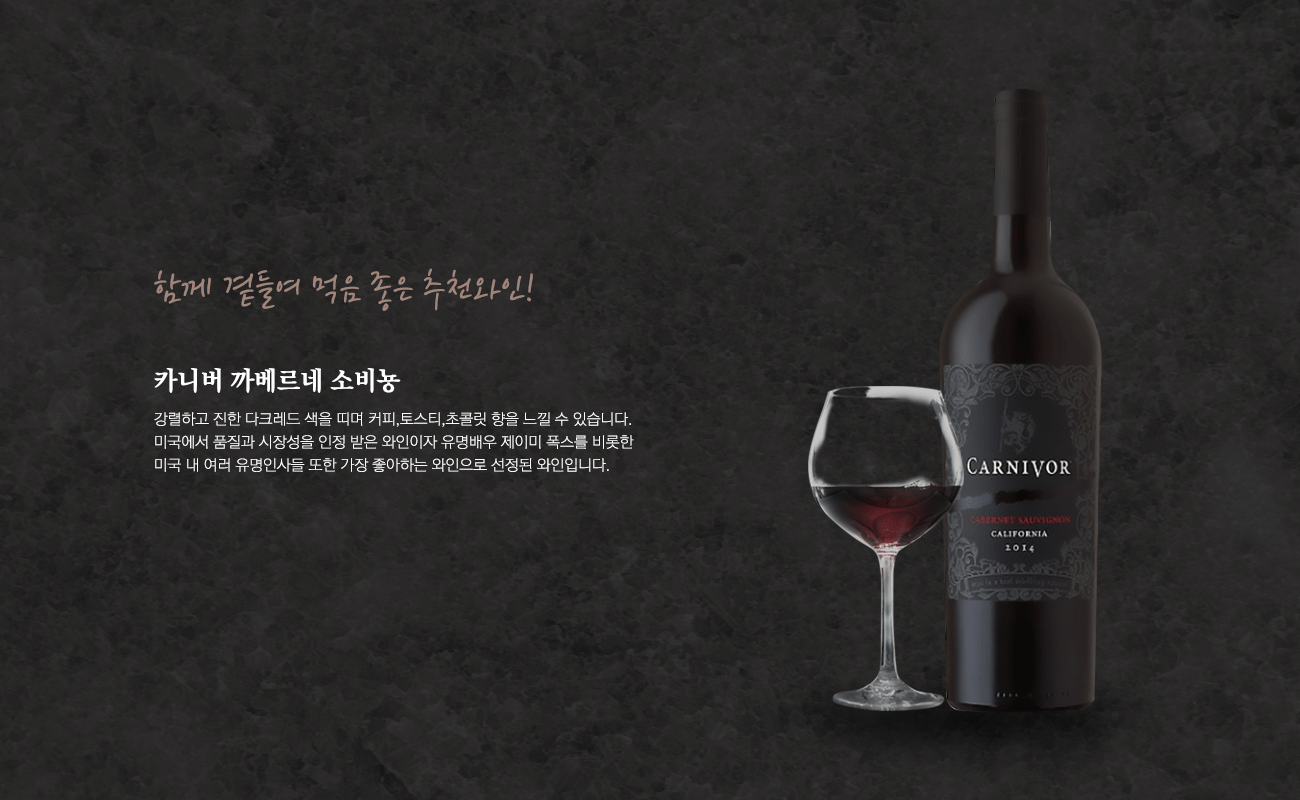 함께 곁들여 먹음 좋은 추천와인!
카니버 까베르네 소비뇽
강렬하고 진한 다크레드 색을 띠며 커피,토스티,초콜릿 향을 느낄 수 있습니다.
미국에서 품질과 시장성을 인정 받은 와인이자 유명배우 제이미 폭스를 비롯한
미국 내 여러 유명인사들 또한 가장 좋아하는 와인으로 선정된 와인입니다.
CARNIVOR
CABERNET SAUVIGNON
CALIFORNIA
2014